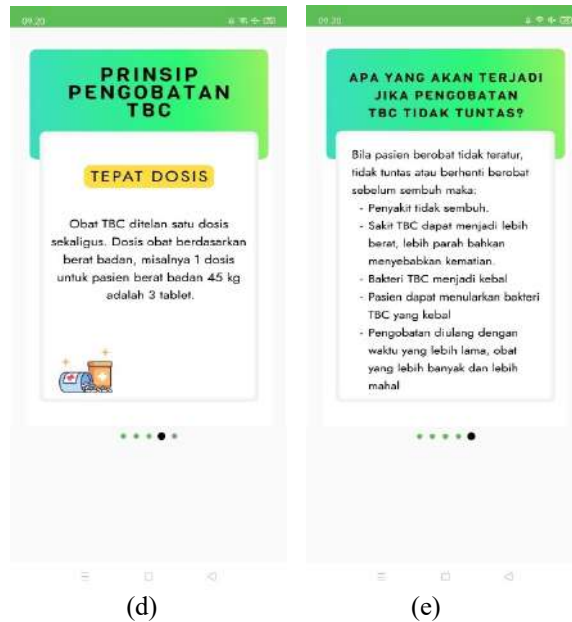 09.20
PRINSIP
PENGOBATAN
TBC
TEPAT DOSIS
Obat TBC ditelan satu dosis
sekaligus. Dosis obat berdasarkan
berat badan, misalnya 1 dosis
untuk pasien berat badan 45 kg
adalah 3 tablet.
(d)
APA YANG AKAN TERJADI
JIKA PENGOBATAN
TBC TIDAK TUNTAS?
Bila pasien berobat tidak teratur,
tidak tuntas atau berhenti berobat
sebelum sembuh maka:
- Penyakit tidak sembuh.
- Sakit TBC dapat menjadi lebih
berat, lebih parah bahkan
menyebabkan kematian.
- Bakteri TBC menjadi kebal
- Pasien dapat menularkan bakteri
TBC yang kebal
- Pengobatan diulang dengan
waktu yang lebih lama, obat
yang lebih banyak dan lebih
mahal
(e)